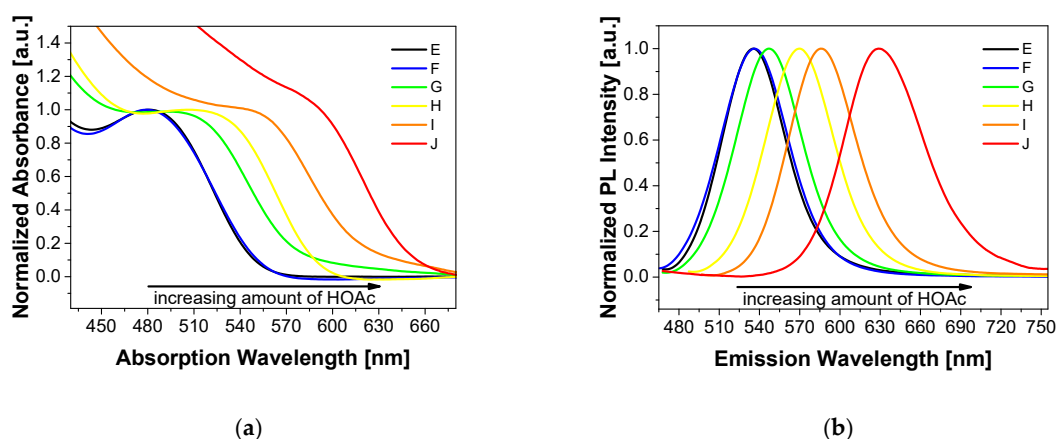 Normalized Absorbance [a.u.]
1.4
1.2
1.0
0.8
0.6
0.4
0.2
0.0
E
F
G
H
I
J
increasing amount of HOAc
450 480 510 540 570 600 630 660
Absorption Wavelength [nm]
(a)
Normalized PL Intensity [a.u.]
1.0
0.8
0.6
0.4
0.2
0.0
E
F
G
H
I
J
increasing amount of HOAc
480 510 540 570 600 630 660 690 720 750
Emission Wavelength [nm]
(b)